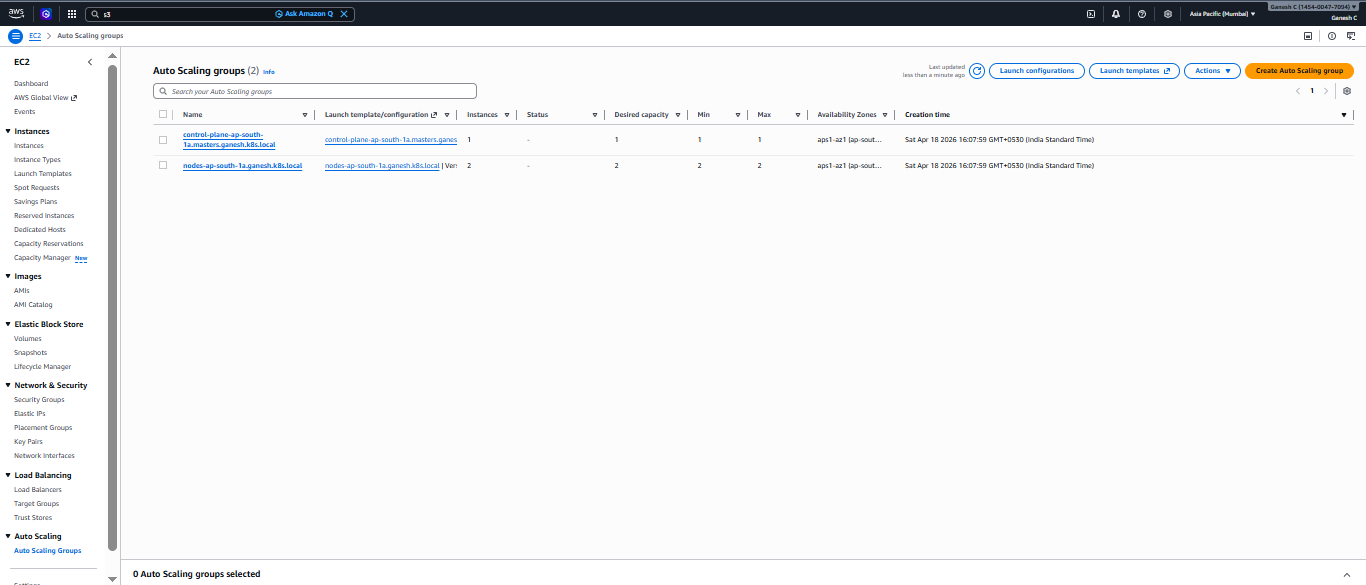 aws
s3
Ask Amazon Q
Asia Pacific (Mumbai)
Ganesh C (1454-0047-7094)
Ganesh C
EC2 > Auto Scaling groups
EC2
Dashboard
AWS Global View
Events
Instances
Instances
Instance Types
Launch Templates
Spot Requests
Savings Plans
Reserved Instances
Dedicated Hosts
Capacity Reservations
Capacity Manager New
Images
AMIs
AMI Catalog
Elastic Block Store
Volumes
Snapshots
Lifecycle Manager
Network & Security
Security Groups
Elastic IPs
Placement Groups
Key Pairs
Network Interfaces
Load Balancing
Load Balancers
Target Groups
Trust Stores
Auto Scaling
Auto Scaling Groups
Settings
Auto Scaling groups (2) Info
Last updated
less than a minute ago
Launch configurations
Launch templates
Actions
Create Auto Scaling group
Search your Auto Scaling groups
1
Name Launch template/configuration Instances Status Desired capacity Min Max Availability Zones Creation time
control-plane-ap-south-
1a.masters.ganesh.k8s.local control-plane-ap-south-1a.masters.ganes 1 - 1 1 1 aps1-az1 (ap-sout... Sat Apr 18 2026 16:07:59 GMT+0530 (India Standard Time)
nodes-ap-south-1a.ganesh.k8s.local nodes-ap-south-1a.ganesh.k8s.local | Ver 2 - 2 2 2 aps1-az1 (ap-sout... Sat Apr 18 2026 16:07:59 GMT+0530 (India Standard Time)
0 Auto Scaling groups selected